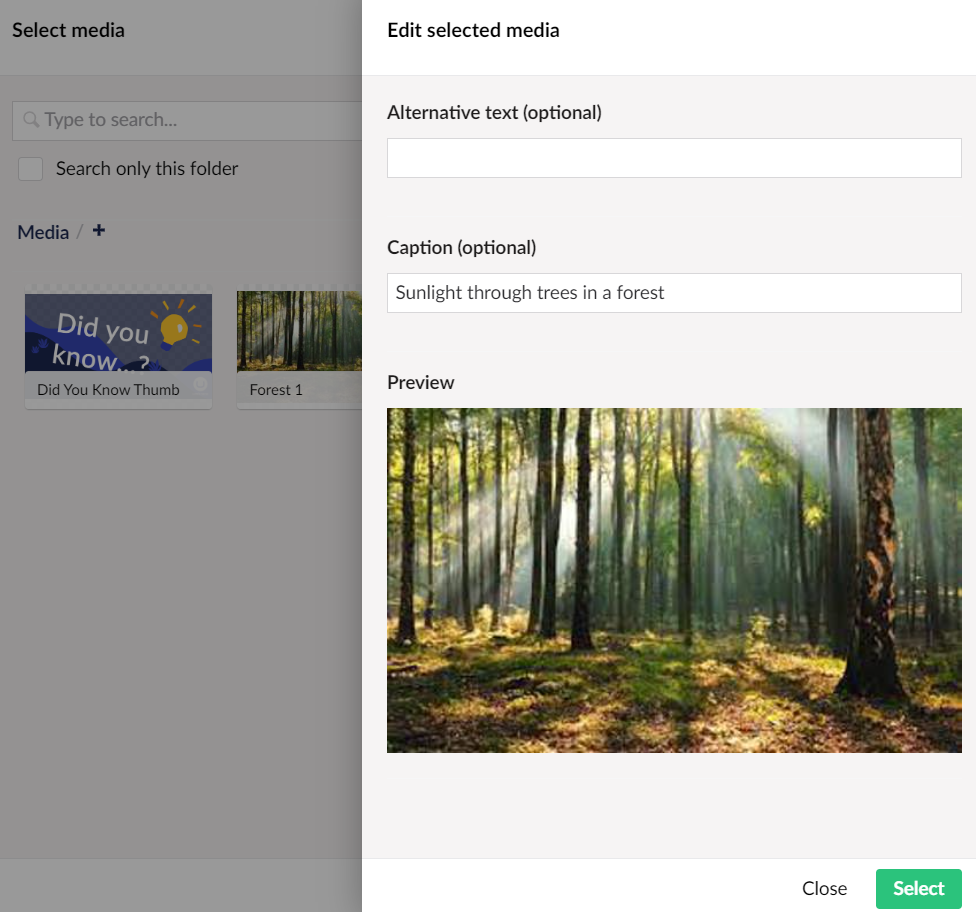 Select media
Type to search...
Search only this folder
Media / +
Did you
know...?
Did You Know Thumb
Forest 1
Edit selected media
Alternative text (optional)
Caption (optional)
Sunlight through trees in a forest
Preview
Close
Select